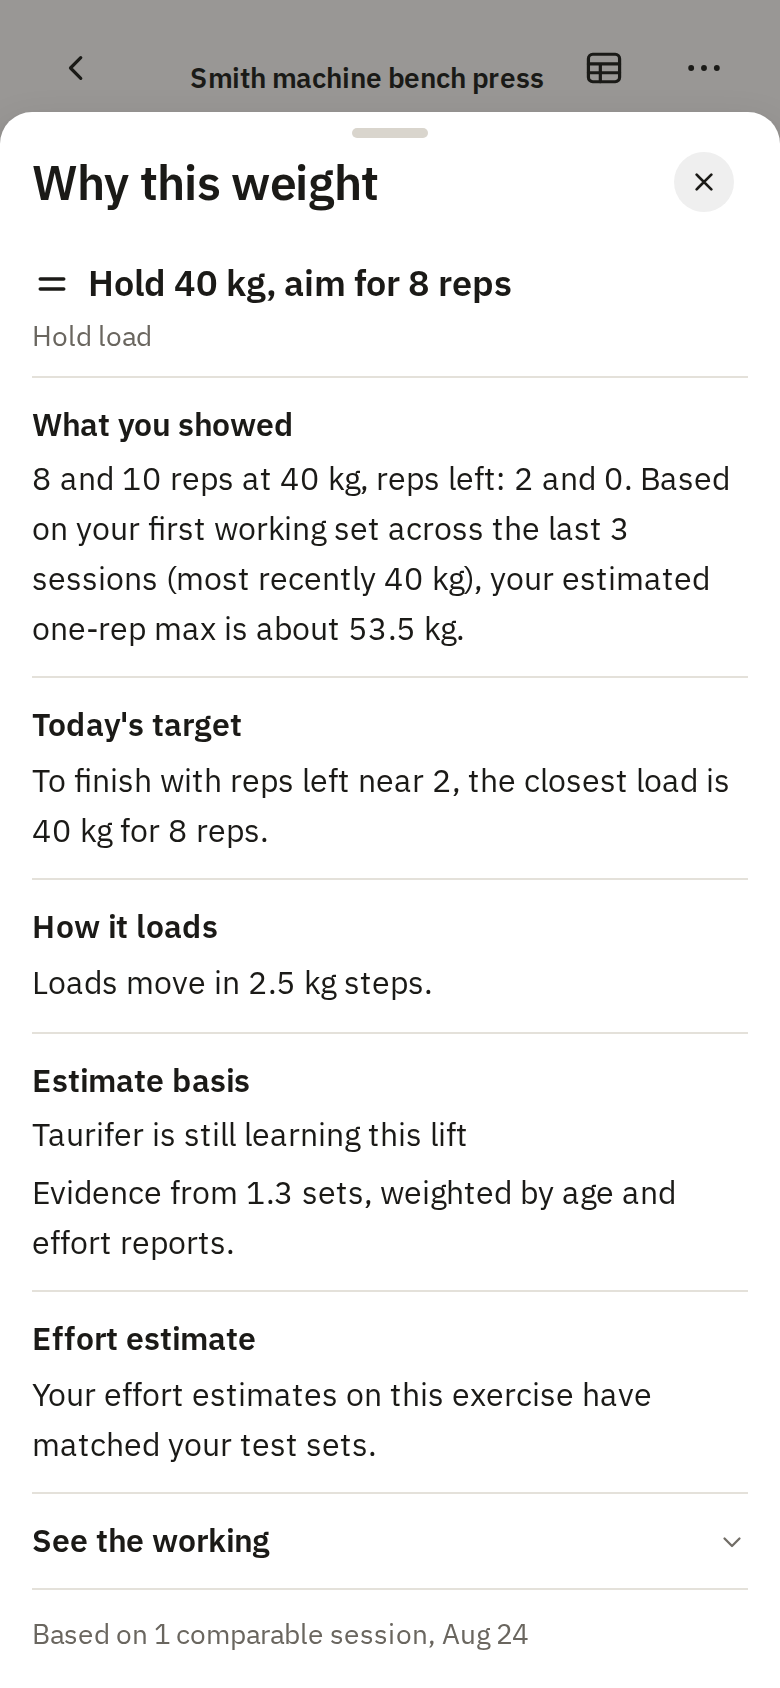 Smith machine bench press
Why this weight
Hold 40 kg, aim for 8 reps
Hold load
What you showed
8 and 10 reps at 40 kg, reps left: 2 and 0. Based
on your first working set across the last 3
sessions (most recently 40 kg), your estimated
one-rep max is about 53.5 kg.
Today's target
To finish with reps left near 2, the closest load is
40 kg for 8 reps.
How it loads
Loads move in 2.5 kg steps.
Estimate basis
Taurifer is still learning this lift
Evidence from 1.3 sets, weighted by age and
effort reports.
Effort estimate
Your effort estimates on this exercise have
matched your test sets.
See the working
Based on 1 comparable session, Aug 24